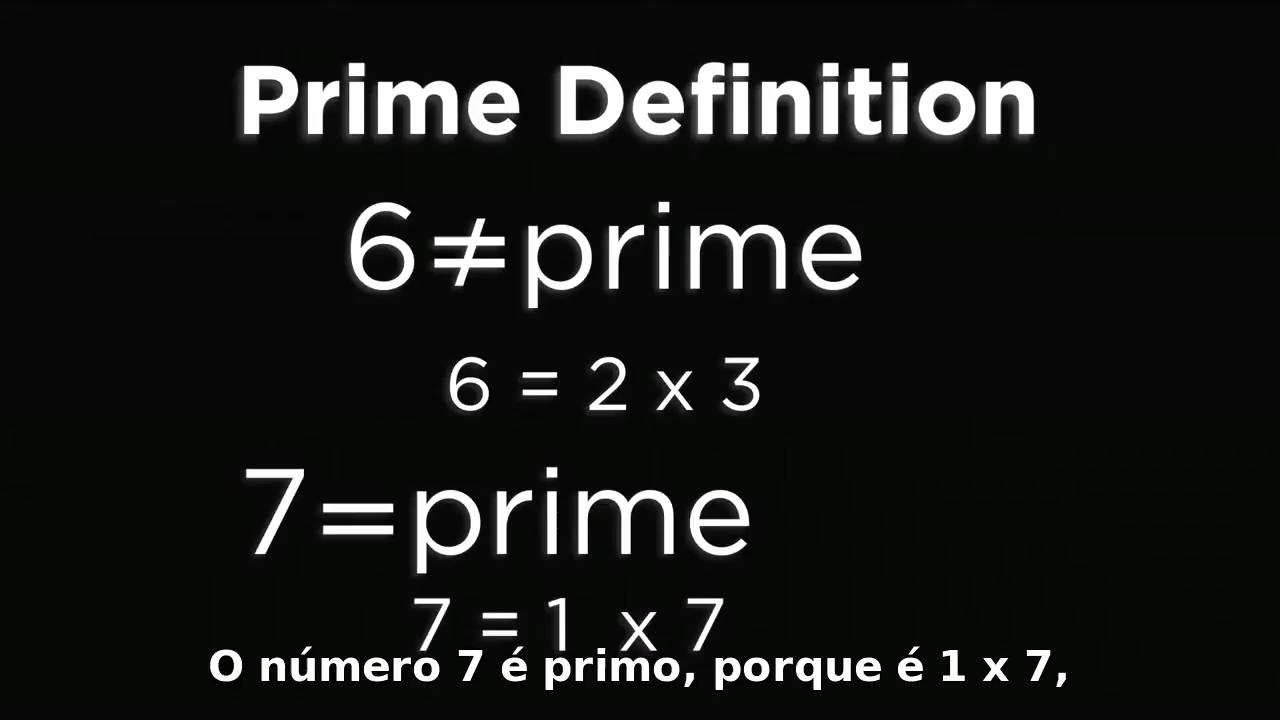 Prime Definition
6≠prime
6 = 2 x 3
7=prime
7 = 1 x 7
O número 7 é primo, porque é 1 x 7,